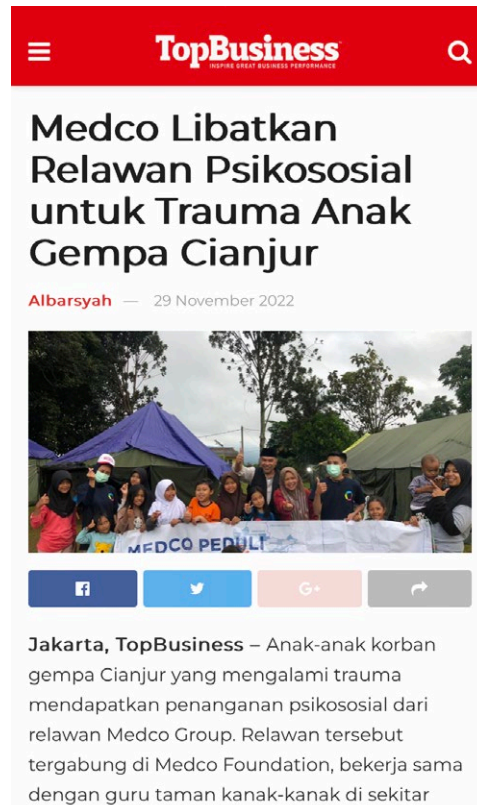 TopBusiness
INSPIRE GREAT BUSINESS PERFORMANCE
Medco Libatkan
Relawan Psikososial
untuk Trauma Anak
Gempa Cianjur
Albarsyah — 29 November 2022
MEDCO PEDULI
G+
Jakarta, TopBusiness – Anak-anak korban
gempa Cianjur yang mengalami trauma
mendapatkan penanganan psikososial dari
relawan Medco Group. Relawan tersebut
tergabung di Medco Foundation, bekerja sama
dengan guru taman kanak-kanak di sekitar